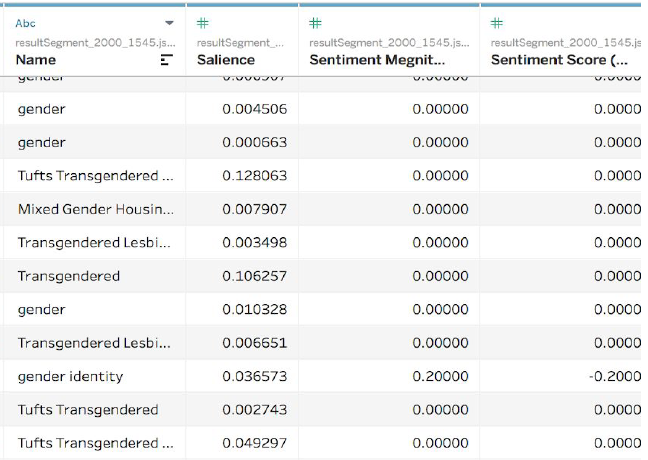 Abc # # #
resultSegment_2000_1545.js... resultSegment_... resultSegment_2000_1545.js... resultSegment_2000_1545.js
Name Salience Sentiment Megnit... Sentiment Score (...
gender 0.00000
gender 0.004506 0.00000 0.0000
gender 0.000663 0.00000 0.0000
Tufts Transgendered ... 0.128063 0.00000 0.0000
Mixed Gender Housin... 0.007907 0.00000 0.0000
Transgendered Lesbi... 0.003498 0.00000 0.0000
Transgendered 0.106257 0.00000 0.0000
gender 0.010328 0.00000 0.0000
Transgendered Lesbi... 0.006651 0.00000 0.0000
gender identity 0.036573 0.20000 -0.2000
Tufts Transgendered 0.002743 0.00000 0.0000
Tufts Transgendered ... 0.049297 0.00000 0.0000